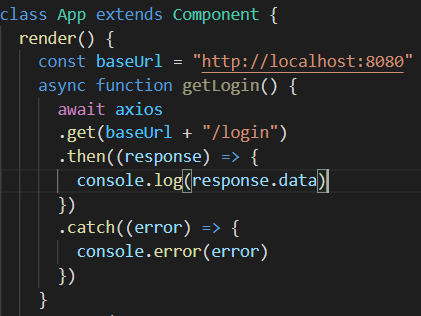 class App extends Component {
render() {
const baseUrl = "http://localhost:8080"
async function getLogin() {
await axios
.get(baseUrl + "/login")
.then((response) => {
console.log(response.data)
})
.catch((error) => {
console.error(error)
})
}